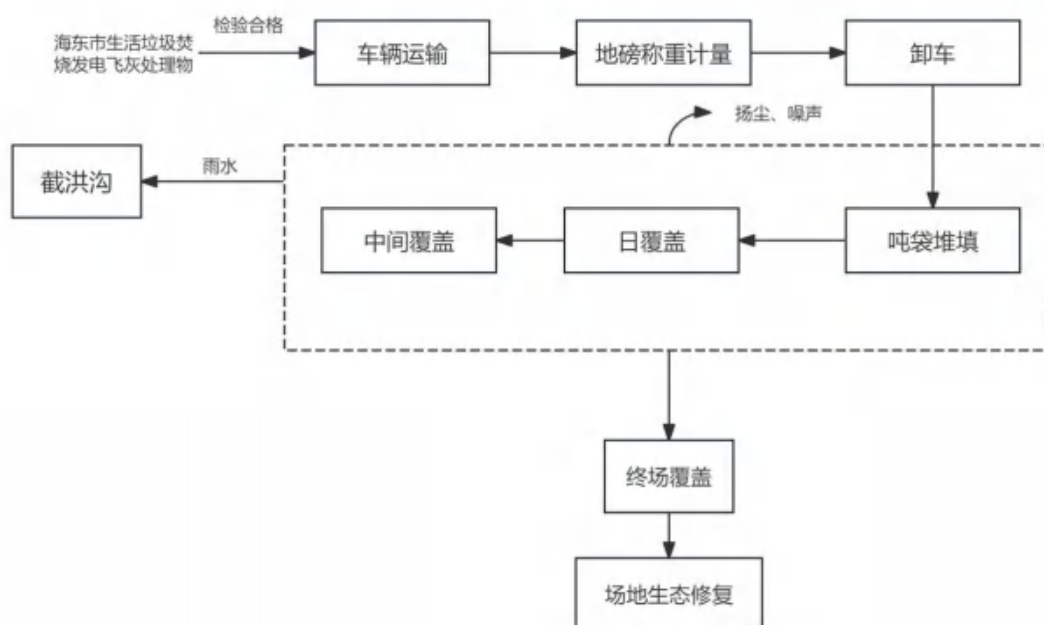 检验合格
海东市生活垃圾焚
烧发电飞灰处理物
车辆运输
地磅称重计量
卸车
扬尘、噪声
截洪沟
雨水
中间覆盖
日覆盖
吨袋堆填
终场覆盖
场地生态修复